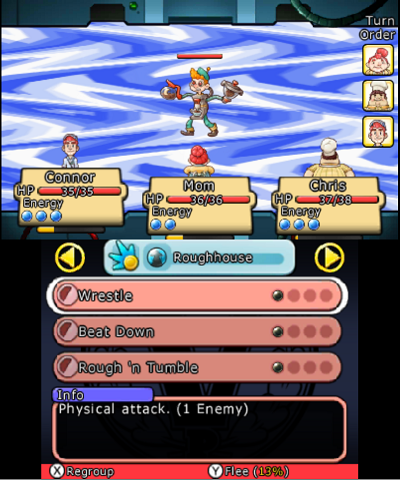 Turn
Order
Connor
HP 35/35
Energy
Mom
HP 36/36
Energy
Chris
HP 37/38
Energy
Roughhouse
Wrestle
Beat Down
Rough 'n Tumble
Info
Physical attack. (1 Enemy)
X Regroup
Y Flee (13%)